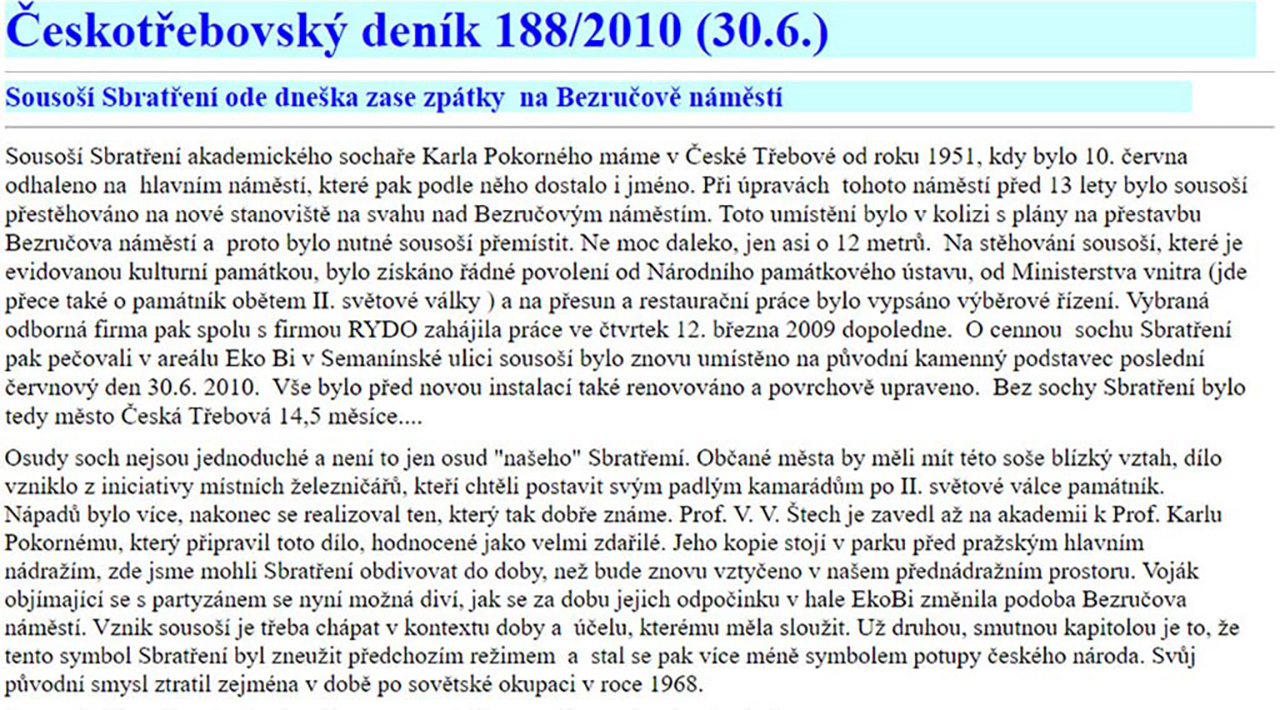 Českotřebovský deník 188/2010 (30.6.)
Sousoší Sbratření ode dneška zase zpátky na Bezručově náměstí
Sousoší Sbratření akademického sochaře Karla Pokorného máme v České Třebové od roku 1951, kdy bylo 10. června
odhaleno na hlavním náměstí, které pak podle něho dostalo i jméno. Při úpravách tohoto náměstí před 13 lety bylo sousoší
přestěhováno na nové stanoviště na svahu nad Bezručovým náměstím. Toto umístění bylo v kolizi s plány na přestavbu
Bezručova náměstí a proto bylo nutné sousoší přemístit. Ne moc daleko, jen asi o 12 metrů. Na stěhování sousoší, které je
evidovanou kulturní památkou, bylo získáno řádné povolení od Národního památkového ústavu, od Ministerstva vnitra (jde
přece také o památník obětem II. světové války ) a na přesun a restaurační práce bylo vypsáno výběrové řízení. Vybraná
odborná firma pak spolu s firmou RYDO zahájila práce ve čtvrtek 12. března 2009 dopoledne. O cennou sochu Sbratření
pak pečovali v areálu Eko Bi v Semanínské ulici sousoší bylo znovu umístěno na původní kamenný podstavec poslední
červnový den 30.6. 2010. Vše bylo před novou instalací také renovováno a povrchově upraveno. Bez sochy Sbratření bylo
tedy město Česká Třebová 14,5 měsíce....
Osudy soch nejsou jednoduché a není to jen osud "našeho" Sbratřemí. Občané města by měli mít této soše blízký vztah, dílo
vzniklo z iniciativy místních železničářů, kteří chtěli postavit svým padlým kamarádům po II. světové válce památník.
Nápadů bylo více, nakonec se realizoval ten, který tak dobře známe. Prof. V. V. Štech je zavedl až na akademii k Prof. Karlu
Pokornému, který připravil toto dílo, hodnocené jako velmi zdařilé. Jeho kopie stojí v parku před pražským hlavním
nádražím, zde jsme mohli Sbratření obdivovat do doby, než bude znovu vztyčeno v našem přednádražním prostoru. Voják
objímající se s partyzánem se nyní možná diví, jak se za dobu jejich odpočinku v hale EkoBi změnila podoba Bezručova
náměstí. Vznik sousoší je třeba chápat v kontextu doby a účelu, kterému měla sloužit. Už druhou, smutnou kapitolou je to, že
tento symbol Sbratření byl zneužit předchozím režimem a stal se pak více méně symbolem potupy českého národa. Svůj
původní smysl ztratil zejména v době po sovětské okupaci v roce 1968.